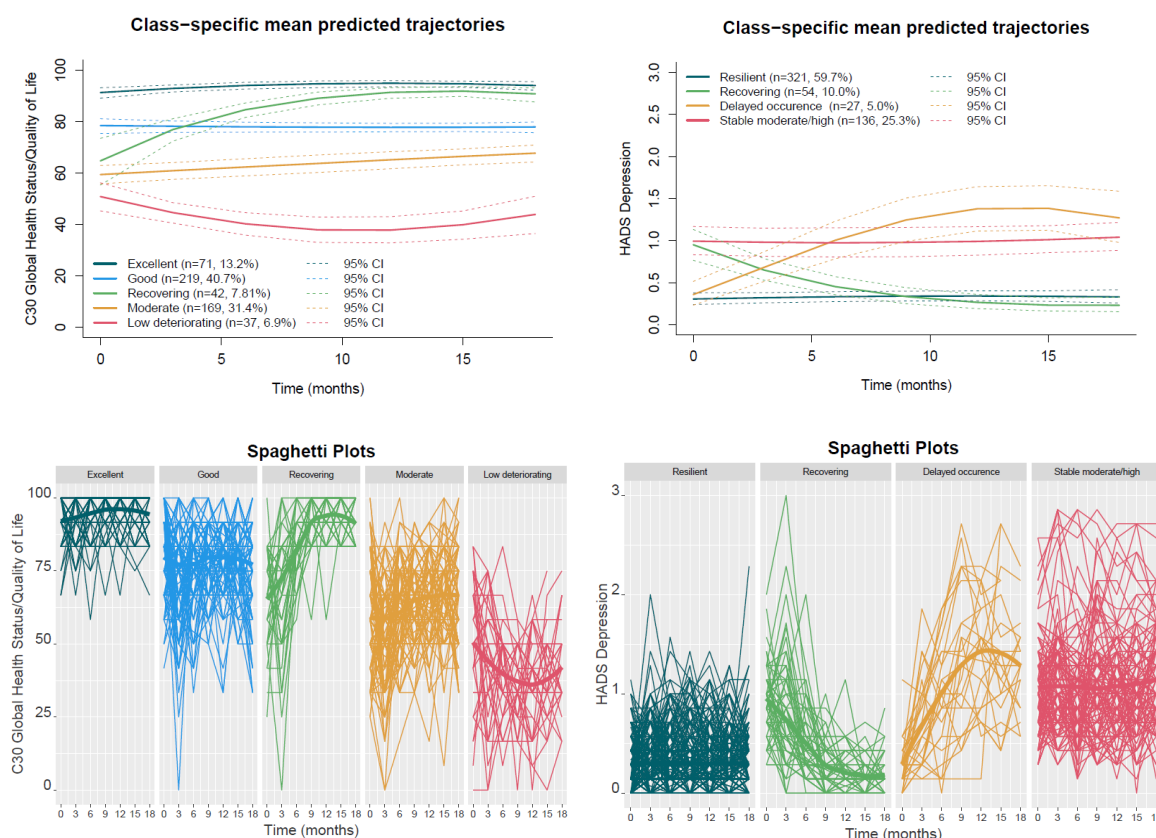 Class−specific mean predicted trajectories
C30 Global Health Status/Quality of Life
100
80
60
40
20
0
Excellent (n=71, 13.2%) 95% CI
Good (n=219, 40.7%) 95% CI
Recovering (n=42, 7.81%) 95% CI
Moderate (n=169, 31.4%) 95% CI
Low deteriorating (n=37, 6.9%) 95% CI
0 5 10 15
Time (months)
Class−specific mean predicted trajectories
HADS Depression
3.0
2.5
2.0
1.5
1.0
0.5
0.0
Resilient (n=321, 59.7%) 95% CI
Recovering (n=54, 10.0%) 95% CI
Delayed occurence (n=27, 5.0%) 95% CI
Stable moderate/high (n=136, 25.3%) 95% CI
0 5 10 15
Time (months)
Spaghetti Plots
Excellent Good Recovering Moderate Low deteriorating
C30 Global Health Status/Quality of Life
100
75
50
25
0
0 3 6 9 12 15 18 0 3 6 9 12 15 18 0 3 6 9 12 15 18 0 3 6 9 12 15 18 0 3 6 9 12 15 18
Time (months)
Spaghetti Plots
Resilient Recovering Delayed occurence Stable moderate/high
HADS Depression
3
2
1
0
0 3 6 9 12 15 18 0 3 6 9 12 15 18 0 3 6 9 12 15 18 0 3 6 9 12 15
Time (months)